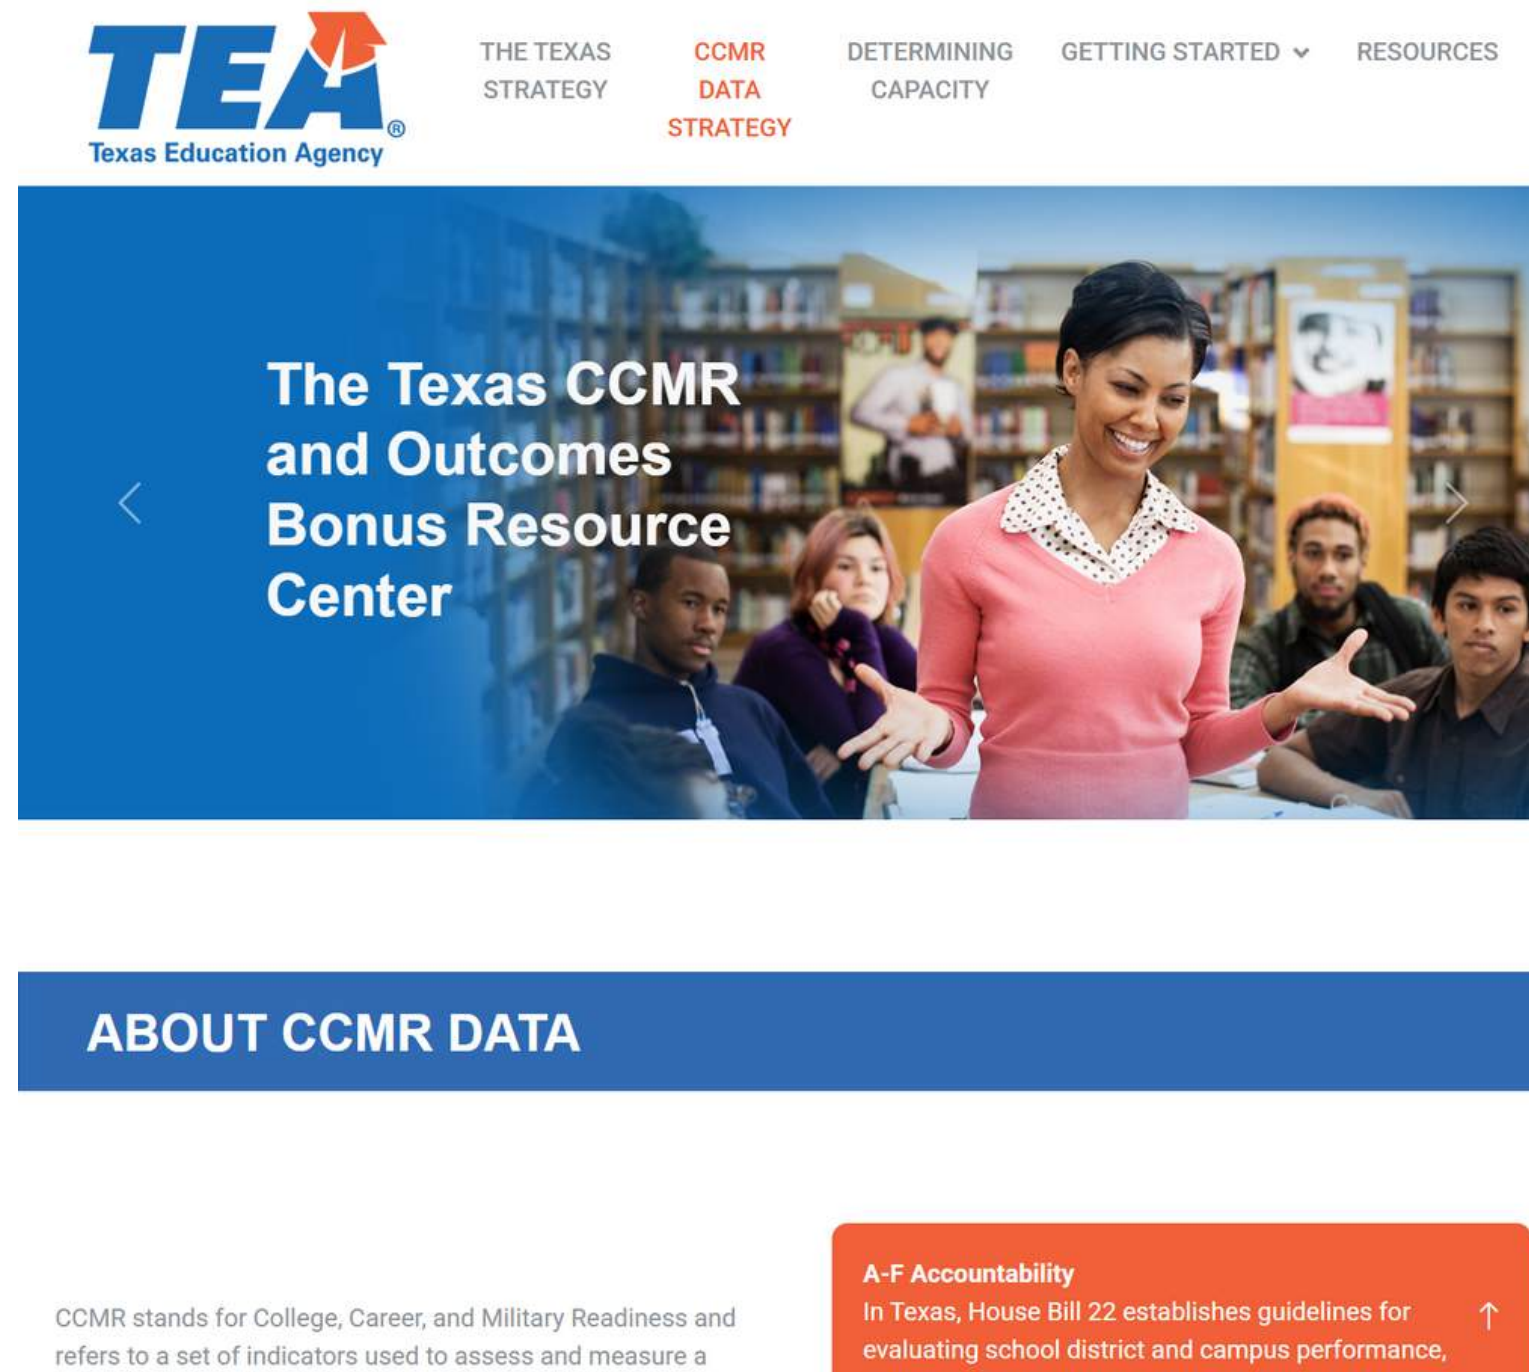 TEA®
Texas Education Agency
THE TEXAS
STRATEGY
CCMR
DATA
STRATEGY
DETERMINING
CAPACITY
GETTING STARTED
RESOURCES
The Texas CCMR
and Outcomes
Bonus Resource
Center
ABOUT CCMR DATA
CCMR stands for College, Career, and Military Readiness and
refers to a set of indicators used to assess and measure a
A-F Accountability
In Texas, House Bill 22 establishes guidelines for
evaluating school district and campus performance,